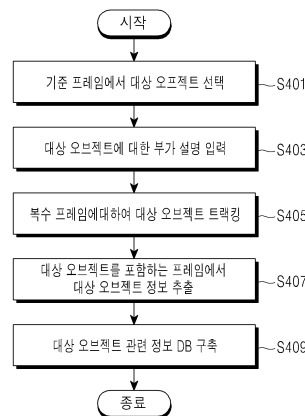 시작
기준 프레임에서 대상 오프젝트 선택
S401
대상 오브젝트에 대한 부가 설명 입력
S403
복수 프레임에대하여 대상 오브젝트 트랙킹
S405
대상 오브젝트를 포함하는 프레임에서
대상 오브젝트 정보 추출
S407
대상 오브젝트 관련 정보 DB 구축
S409
종료